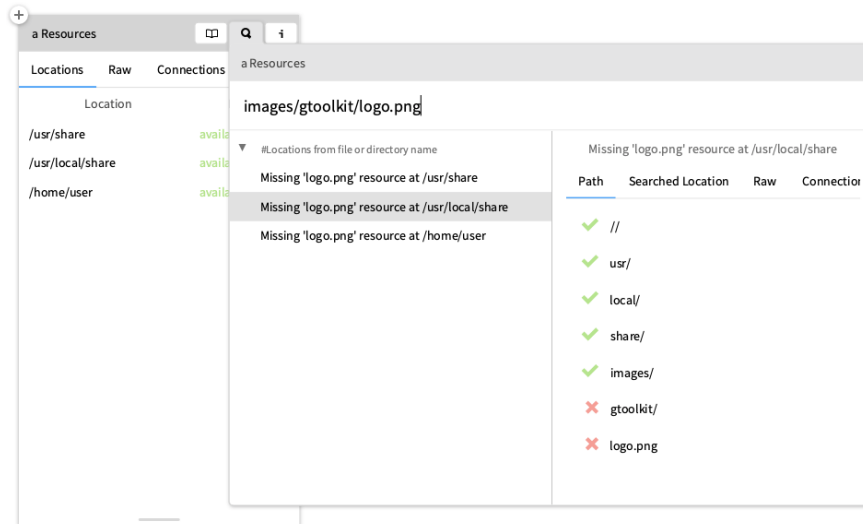 a Resources
i
Locations Raw Connections
Location
/usr/share
/usr/local/share
/home/user
a Resources
images/gtoolkit/logo.png
#Locations from file or directory name
Missing 'logo.png' resource at /usr/share
Missing 'logo.png' resource at /usr/local/share
Missing 'logo.png' resource at /home/user
Missing 'logo.png' resource at /usr/local/share
Path Searched Location Raw
//
usr/
local/
share/
images/
gtoolkit/
logo.png